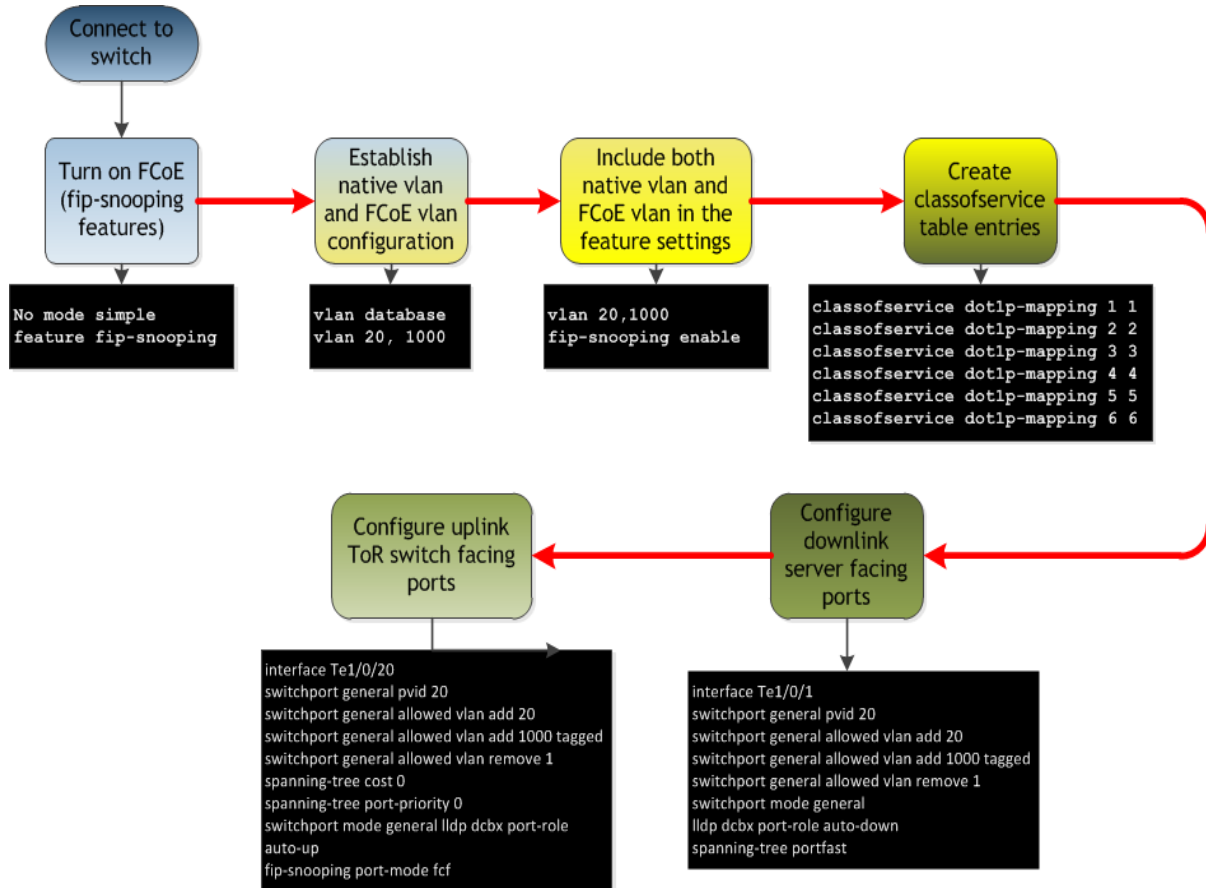 Connect to
switch
Turn on FCoE
(fip-snooping
features)
Establish
native vlan
and FCoE vlan
configuration
Include both
native vlan and
FCoE vlan in the
feature settings
Create
classofservice
table entries
No mode simple
feature fip-snooping
vlan database
vlan 20, 1000
vlan 20,1000
fip-snooping enable
classofservice dot1p-mapping 1 1
classofservice dot1p-mapping 2 2
classofservice dot1p-mapping 3 3
classofservice dot1p-mapping 4 4
classofservice dot1p-mapping 5 5
classofservice dot1p-mapping 6 6
Configure
downlink
server facing
ports
Configure uplink
ToR switch facing
ports
interface Te1/0/1
switchport general pvid 20
switchport general allowed vlan add 20
switchport general allowed vlan add 1000 tagged
switchport general allowed vlan remove 1
switchport mode general
lldp dcbx port-role auto-down
spanning-tree portfast
interface Te1/0/20
switchport general pvid 20
switchport general allowed vlan add 20
switchport general allowed vlan add 1000 tagged
switchport general allowed vlan remove 1
spanning-tree cost 0
spanning-tree port-priority 0
switchport mode general lldp dcbx port-role
auto-up
fip-snooping port-mode fcf